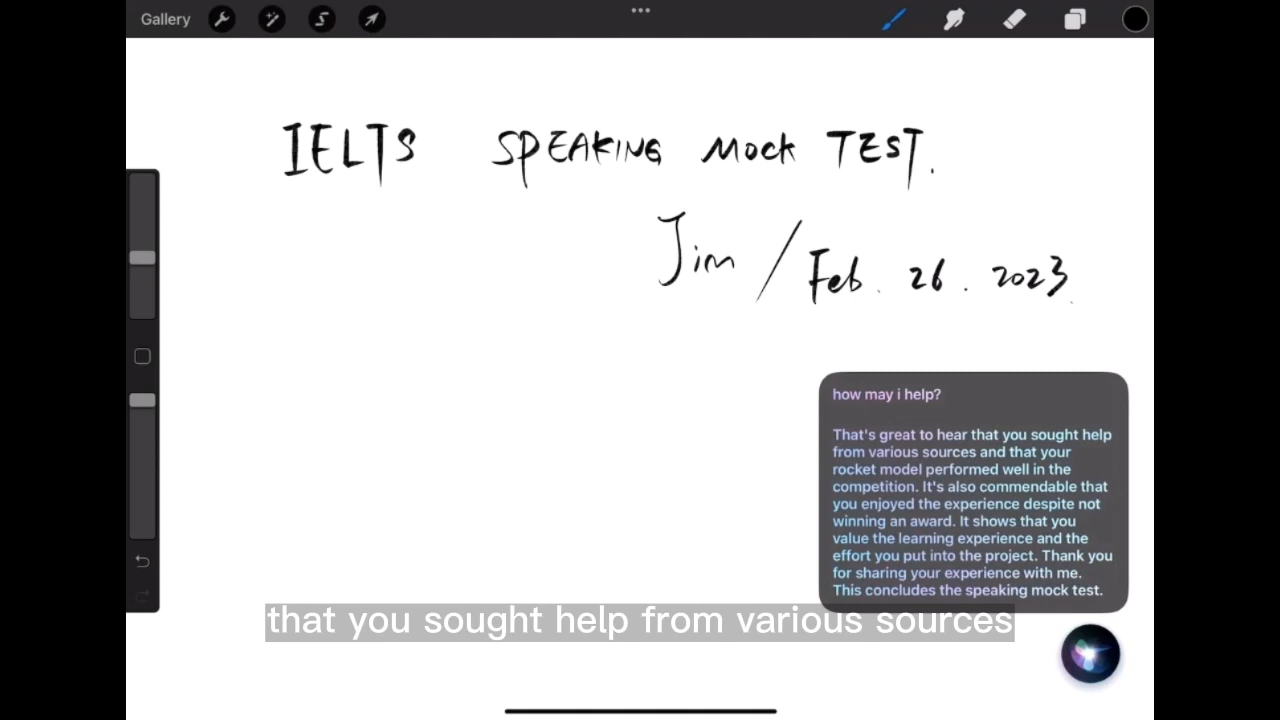 Gallery
IELTS SPEAKING MOCK TEST.
Jim / Feb. 26. 2023.
how may i help?
That's great to hear that you sought help
from various sources and that your
rocket model performed well in the
competition. It's also commendable that
you enjoyed the experience despite not
winning an award. It shows that you
value the learning experience and the
effort you put into the project. Thank you
for sharing your experience with me.
This concludes the speaking mock test.
that you sought help from various sources